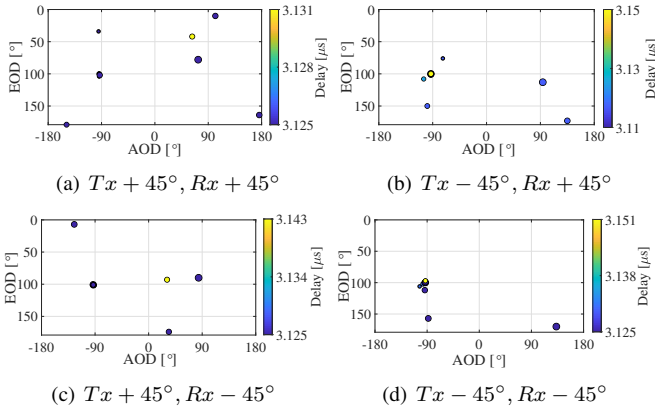 0
50
100
150
EOD [°]
-180 -90 0 90 180
AOD [°]
3.131
3.128
3.125
Delay [μs]
(a) Tx + 45°, Rx + 45°
0
50
100
150
EOD [°]
-180 -90 0 90 180
AOD [°]
3.15
3.13
3.11
Delay [μs]
(b) Tx − 45°, Rx + 45°
0
50
100
150
EOD [°]
-180 -90 0 90 180
AOD [°]
3.143
3.134
3.125
Delay [μs]
(c) Tx + 45°, Rx − 45°
0
50
100
150
EOD [°]
-180 -90 0 90 180
AOD [°]
3.151
3.138
3.125
Delay [μs]
(d) Tx − 45°, Rx − 45°